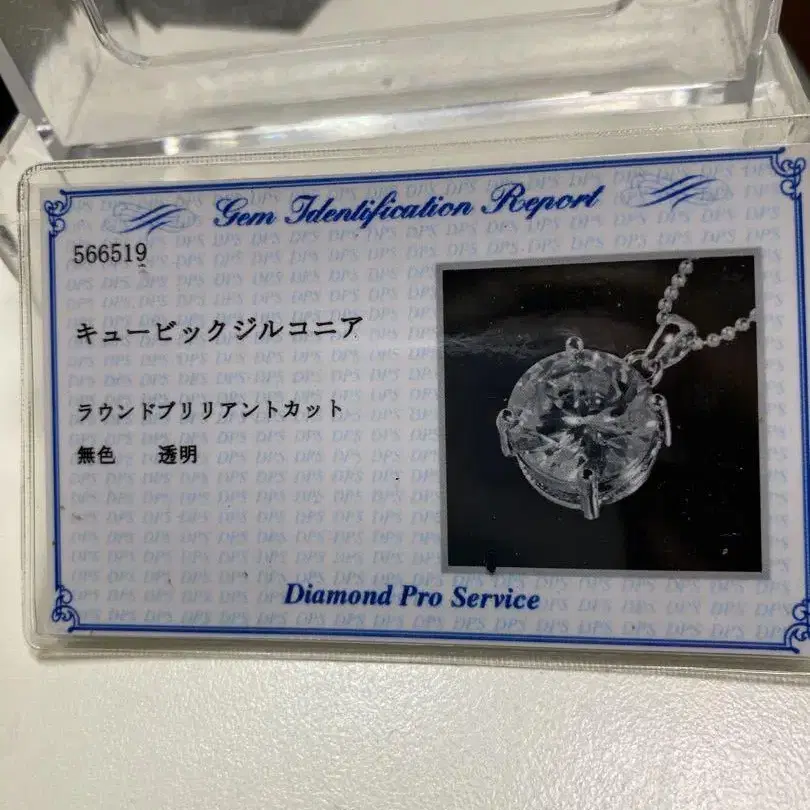 Gem Identification Report
566519
キュービックジルコニア
ラウンドブリリアントカット
無色 透明
Diamond Pro Service